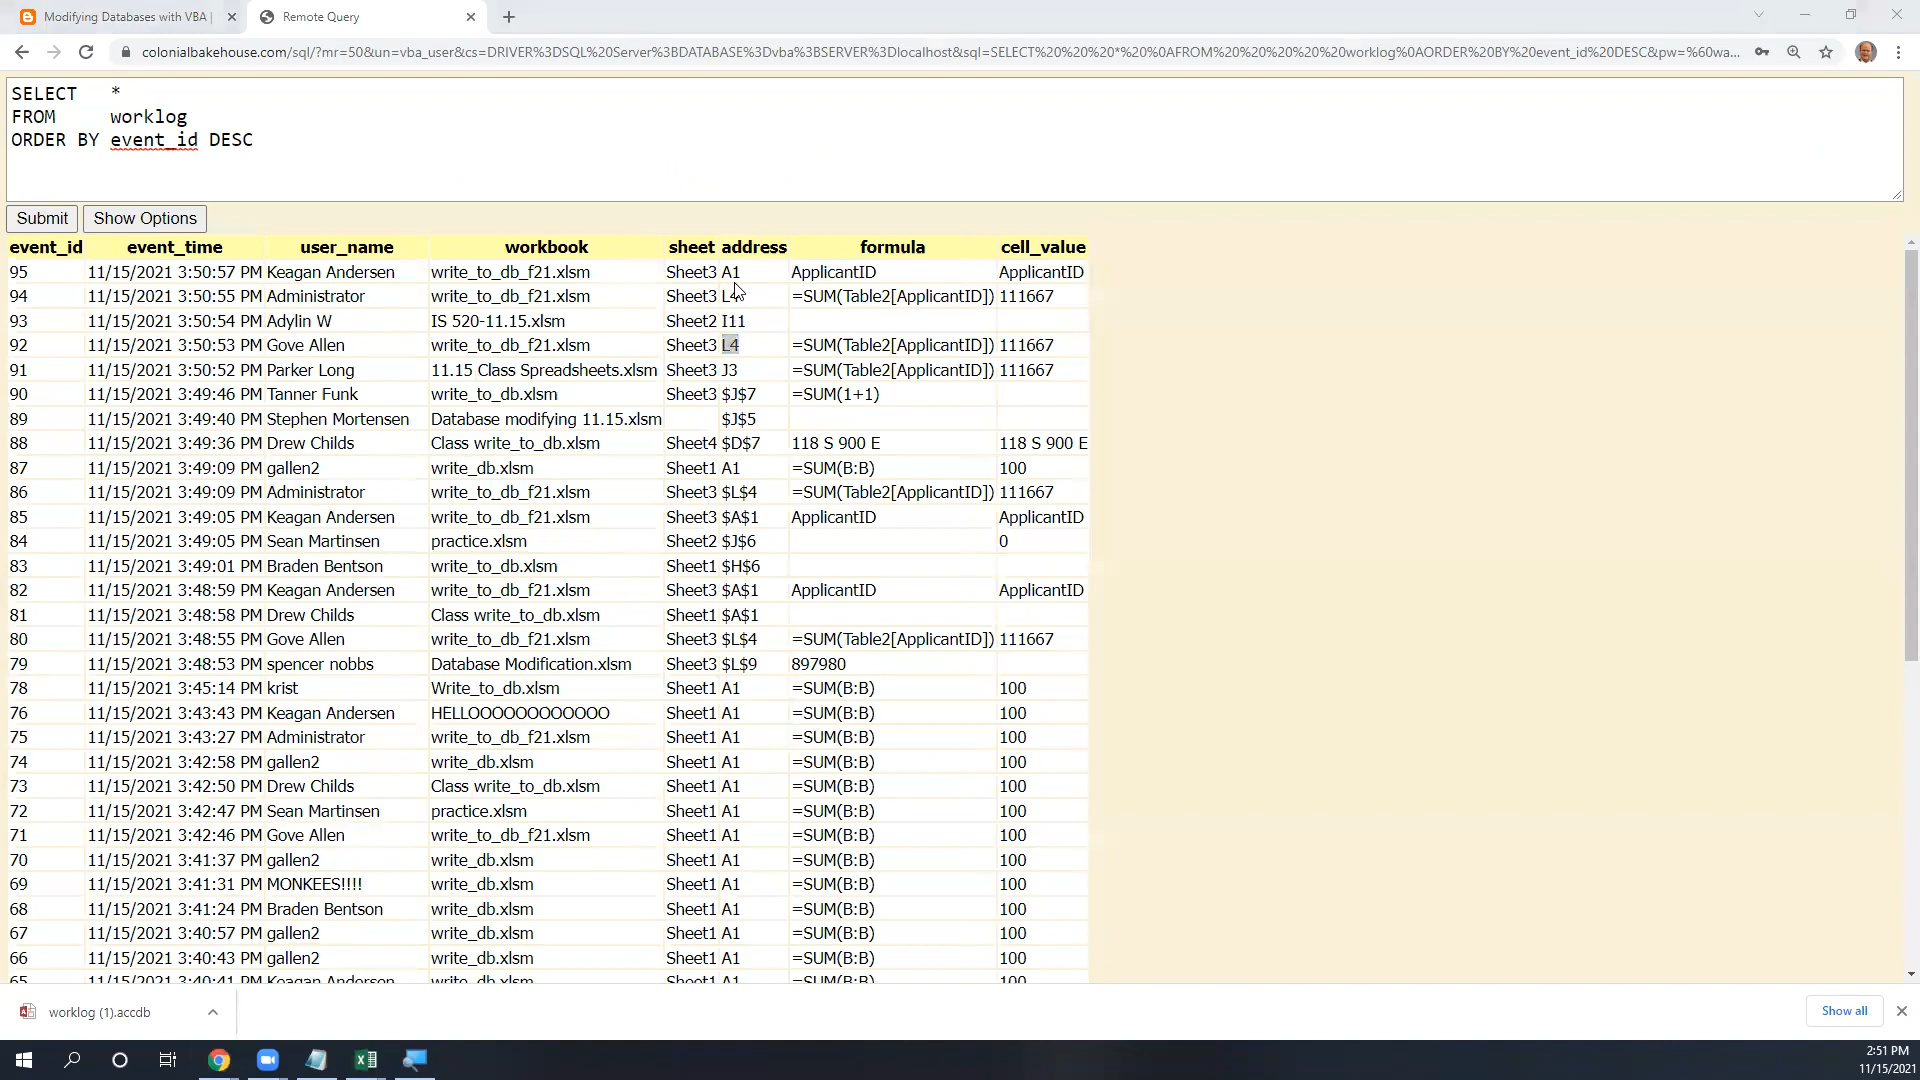 Modifying Databases with VBA |
Remote Query
colonialbakehouse.com/sql/?mr=50&un=vba_user&cs=DRIVER%3DSQL%20Server%3BDATABASE%3Dvba%3BSERVER%3Dlocalhost&sql=SELECT%20%20%20*%20%0AFROM%20%20%20%20%20worklog%0AORDER%20BY%20event_id%20DESC&pw=%60wa...
SELECT *
FROM worklog
ORDER BY event_id DESC
Submit Show Options
event_id event_time user_name workbook sheet address formula cell_value
95 11/15/2021 3:50:57 PM Keagan Andersen write_to_db_f21.xlsm Sheet3 A1 ApplicantID ApplicantID
94 11/15/2021 3:50:55 PM Administrator write_to_db_f21.xlsm Sheet3 L4 =SUM(Table2[ApplicantID]) 111667
93 11/15/2021 3:50:54 PM Adylin W IS 520-11.15.xlsm Sheet2 I11
92 11/15/2021 3:50:53 PM Gove Allen write_to_db_f21.xlsm Sheet3 L4 =SUM(Table2[ApplicantID]) 111667
91 11/15/2021 3:50:52 PM Parker Long 11.15 Class Spreadsheets.xlsm Sheet3 J3 =SUM(Table2[ApplicantID]) 111667
90 11/15/2021 3:49:46 PM Tanner Funk write_to_db.xlsm Sheet3 $J$7 =SUM(1+1)
89 11/15/2021 3:49:40 PM Stephen Mortensen Database modifying 11.15.xlsm $J$5
88 11/15/2021 3:49:36 PM Drew Childs Class write_to_db.xlsm Sheet4 $D$7 118 S 900 E 118 S 900 E
87 11/15/2021 3:49:09 PM gallen2 write_db.xlsm Sheet1 A1 =SUM(B:B) 100
86 11/15/2021 3:49:09 PM Administrator write_to_db_f21.xlsm Sheet3 $L$4 =SUM(Table2[ApplicantID]) 111667
85 11/15/2021 3:49:05 PM Keagan Andersen write_to_db_f21.xlsm Sheet3 $A$1 ApplicantID ApplicantID
84 11/15/2021 3:49:05 PM Sean Martinsen practice.xlsm Sheet2 $J$6 0
83 11/15/2021 3:49:01 PM Braden Bentson write_to_db.xlsm Sheet1 $H$6
82 11/15/2021 3:48:59 PM Keagan Andersen write_to_db_f21.xlsm Sheet3 $A$1 ApplicantID ApplicantID
81 11/15/2021 3:48:58 PM Drew Childs Class write_to_db.xlsm Sheet1 $A$1
80 11/15/2021 3:48:55 PM Gove Allen write_to_db_f21.xlsm Sheet3 $L$4 =SUM(Table2[ApplicantID]) 111667
79 11/15/2021 3:48:53 PM spencer nobbs Database Modification.xlsm Sheet3 $L$9 897980
78 11/15/2021 3:45:14 PM krist Write_to_db.xlsm Sheet1 A1 =SUM(B:B) 100
76 11/15/2021 3:43:43 PM Keagan Andersen HELLOOOOOOOOOOOO Sheet1 A1 =SUM(B:B) 100
75 11/15/2021 3:43:27 PM Administrator write_to_db_f21.xlsm Sheet1 A1 =SUM(B:B) 100
74 11/15/2021 3:42:58 PM gallen2 write_db.xlsm Sheet1 A1 =SUM(B:B) 100
73 11/15/2021 3:42:50 PM Drew Childs Class write_to_db.xlsm Sheet1 A1 =SUM(B:B) 100
72 11/15/2021 3:42:47 PM Sean Martinsen practice.xlsm Sheet1 A1 =SUM(B:B) 100
71 11/15/2021 3:42:46 PM Gove Allen write_to_db_f21.xlsm Sheet1 A1 =SUM(B:B) 100
70 11/15/2021 3:41:37 PM gallen2 write_db.xlsm Sheet1 A1 =SUM(B:B) 100
69 11/15/2021 3:41:31 PM MONKEES!!!! write_db.xlsm Sheet1 A1 =SUM(B:B) 100
68 11/15/2021 3:41:24 PM Braden Bentson write_db.xlsm Sheet1 A1 =SUM(B:B) 100
67 11/15/2021 3:40:57 PM gallen2 write_db.xlsm Sheet1 A1 =SUM(B:B) 100
66 11/15/2021 3:40:43 PM gallen2 write_db.xlsm Sheet1 A1 =SUM(B:B) 100
65 11/15/2021 3:40:41 PM Keagan Andersen write_db.xlsm Sheet1 A1 =SUM(B:B) 100
worklog (1).accdb
Show all
2:51 PM
11/15/2021